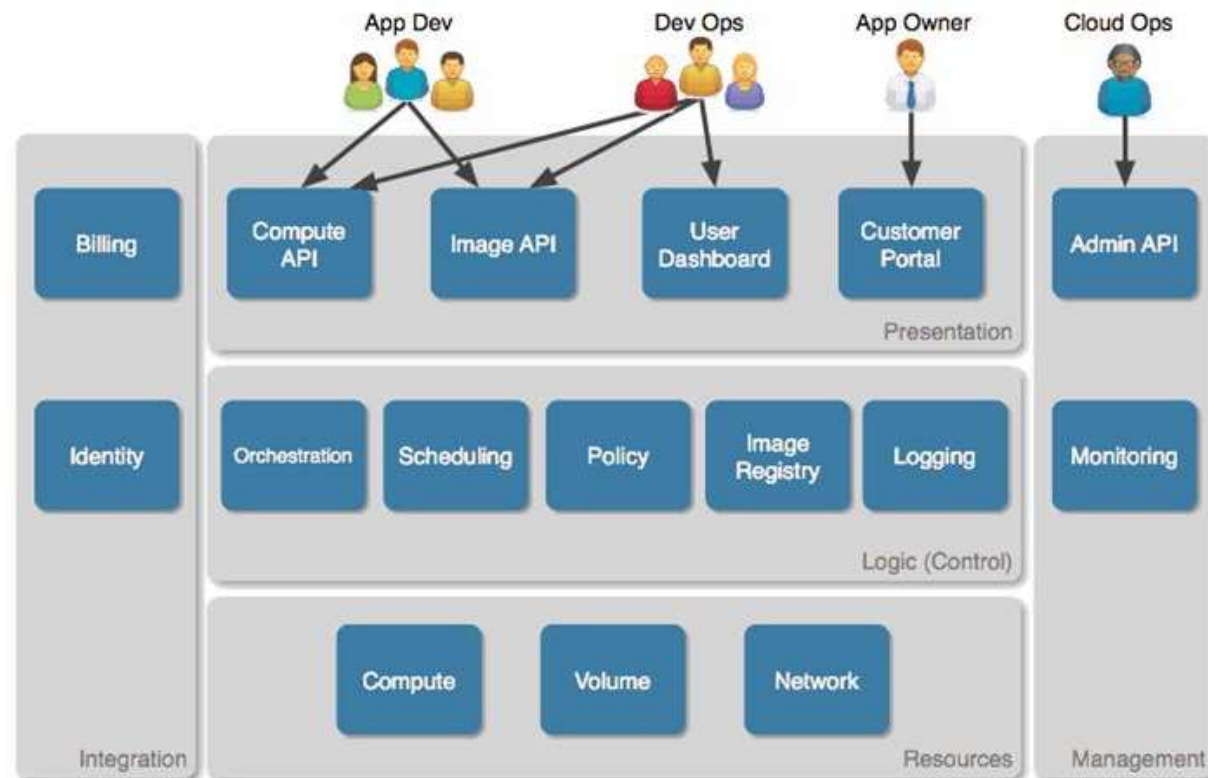 App Dev
Dev Ops
App Owner
Cloud Ops
Billing
Compute
API
Image API
User
Dashboard
Customer
Portal
Admin API
Presentation
Identity
Orchestration
Scheduling
Policy
Image
Registry
Logging
Monitoring
Logic (Control)
Compute
Volume
Network
Integration
Resources
Management